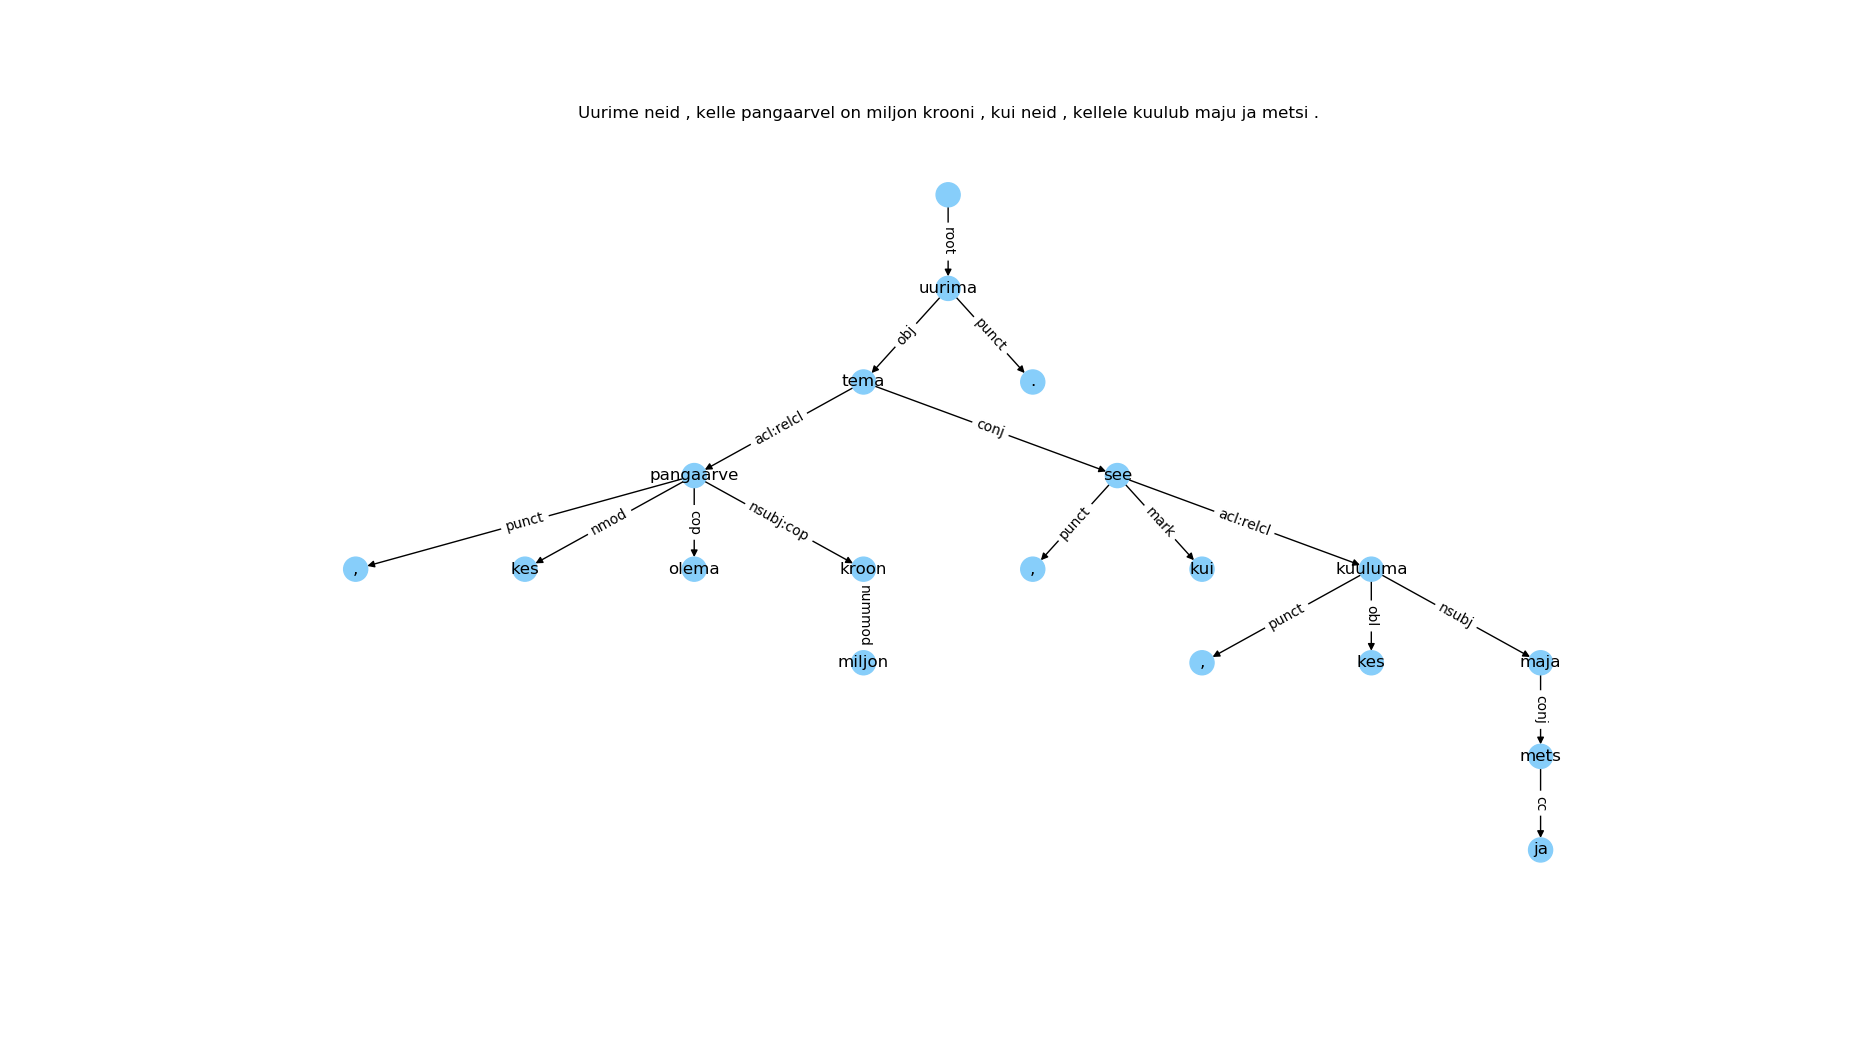 Uurime neid , kelle pangaarvel on miljon krooni , kui neid , kellele kuulub maju ja metsi .
root
uurima
obj punct
tema .
acl:relcl conj
pangaarve see
punct nmod cop nsubj:cop punct mark acl:relcl
, kes olema kroon , kui kuuluma
nummod punct obl nsubj
miljon , kes maja
conj
mets
cc
ja